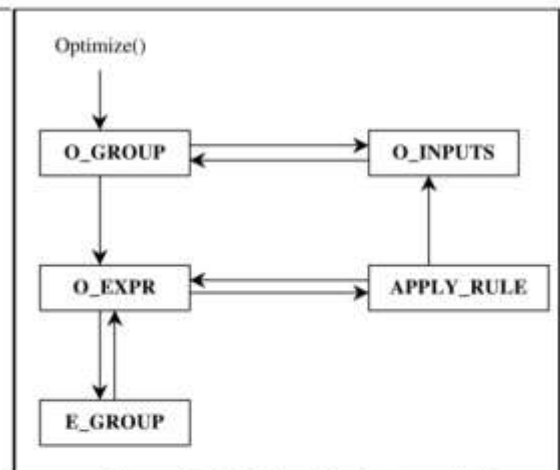 Optimize()
O_GROUP
O_INPUTS
O_EXPR
APPLY_RULE
E_GROUP